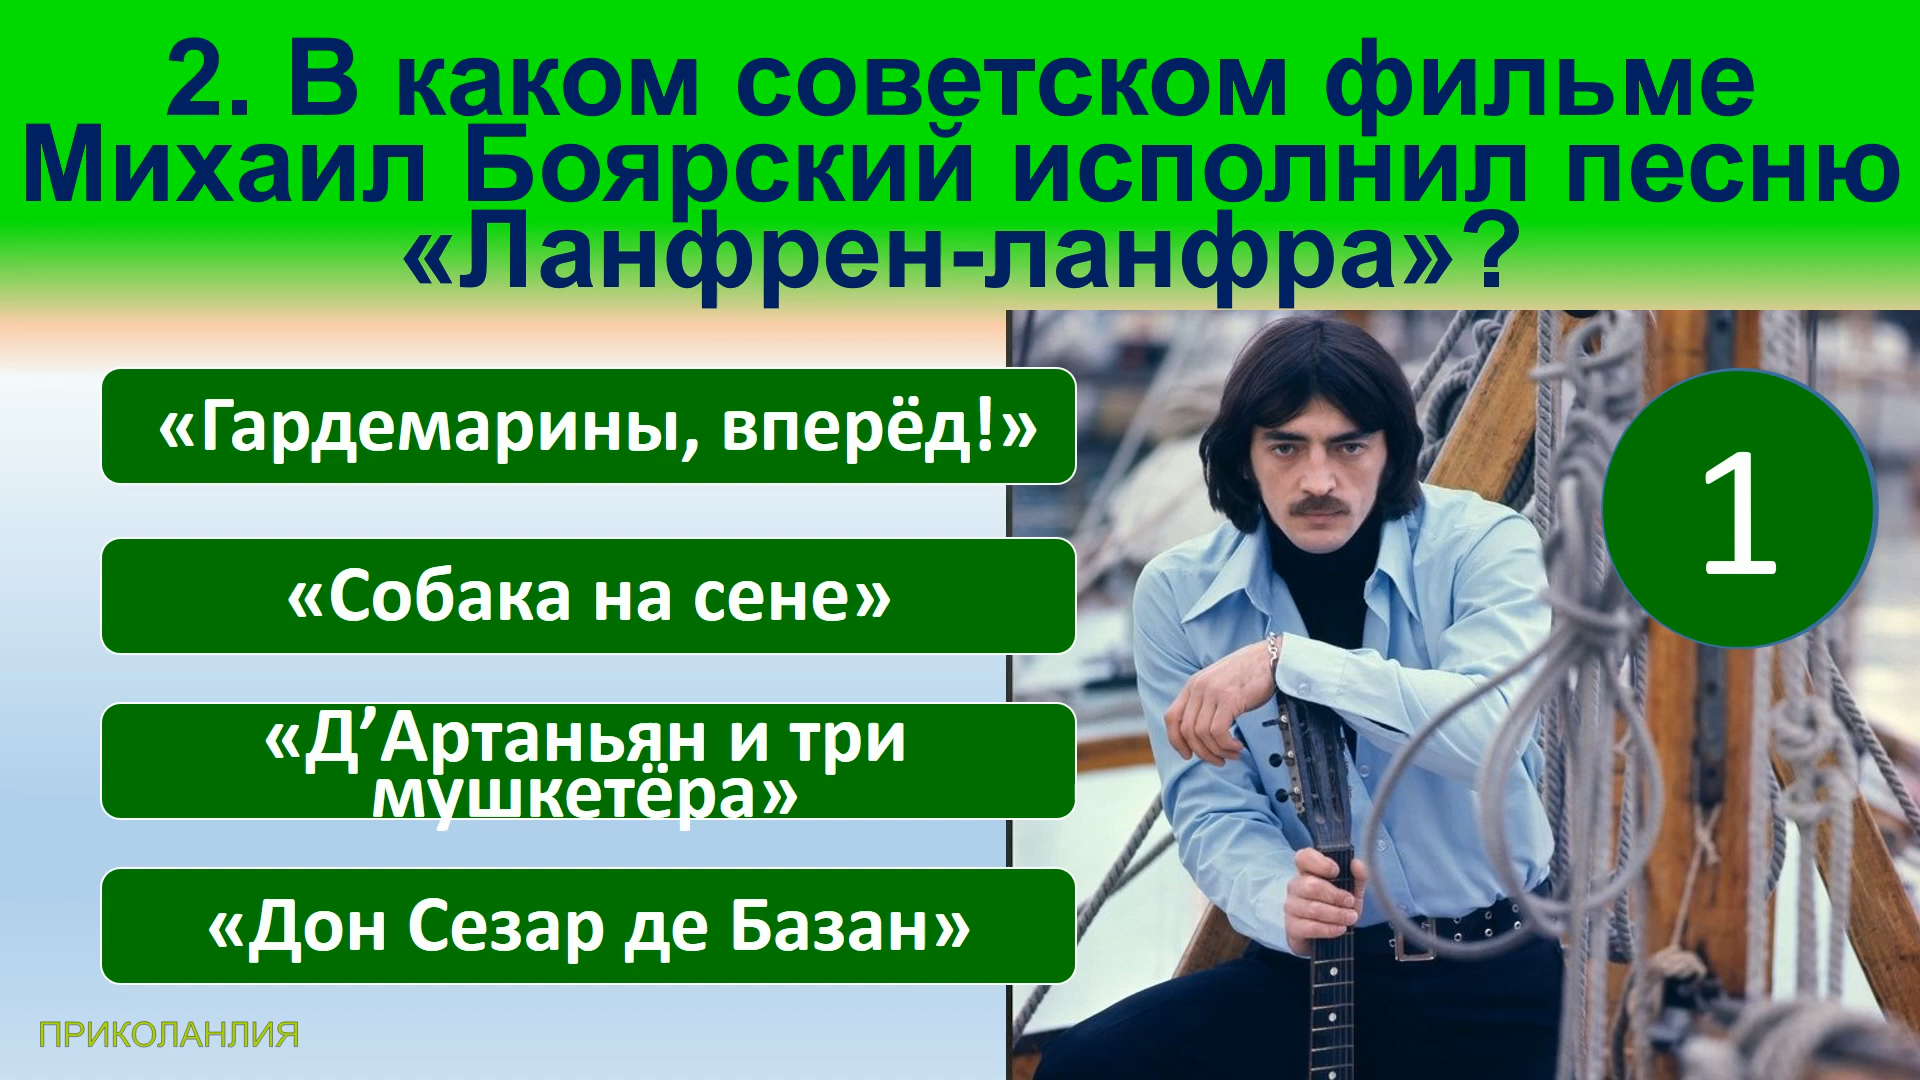 2. В каком советском фильме
Михаил Боярский исполнил песню
«Ланфрен-ланфра»?
«Гардемарины, вперёд!»
1
«Собака на сене»
«Д’Артаньян и три
мушкетёра»
«Дон Сезар де Базан»
ПРИКОЛАНЛИЯ